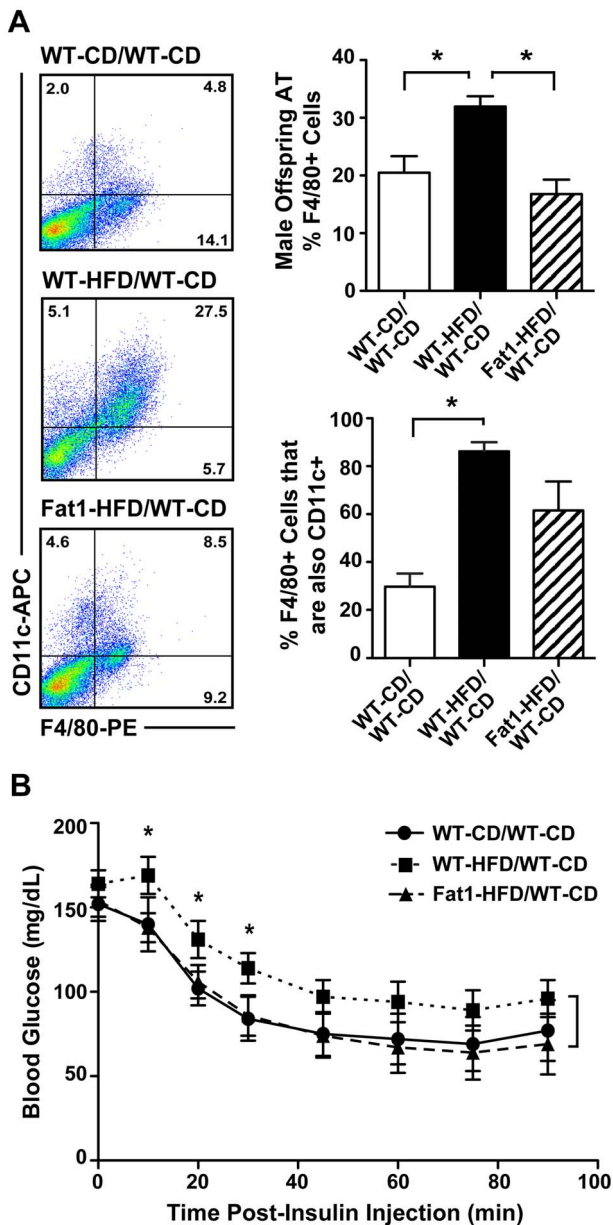 A
WT-CD/WT-CD
2.0
4.8
14.1
WT-HFD/WT-CD
5.1
27.5
5.7
Fat1-HFD/WT-CD
4.6
8.5
9.2
CD11c-APC
F4/80-PE
Male Offspring AT
% F4/80+ Cells
40
30
20
10
0
*
*
WT-CD/
WT-CD
WT-HFD/
WT-CD
Fat1-HFD/
WT-CD
% F4/80+ Cells that
are also CD11c+
100
80
60
40
20
0
*
WT-CD/
WT-CD
WT-HFD/
WT-CD
Fat1-HFD/
WT-CD
B
Blood Glucose (mg/dL)
200
150
100
50
0
*
*
*
WT-CD/WT-CD
WT-HFD/WT-CD
Fat1-HFD/WT-CD
0
20
40
60
80
100
Time Post-Insulin Injection (min)